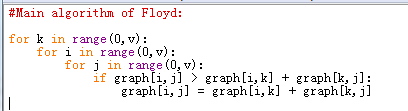 #Main algorithm of Floyd:
for k in range(0,v):
    for i in range(0,v):
        for j in range(0,v):
            if graph[i,j] > graph[i,k] + graph[k,j]:
                graph[i,j] = graph[i,k] + graph[k,j]